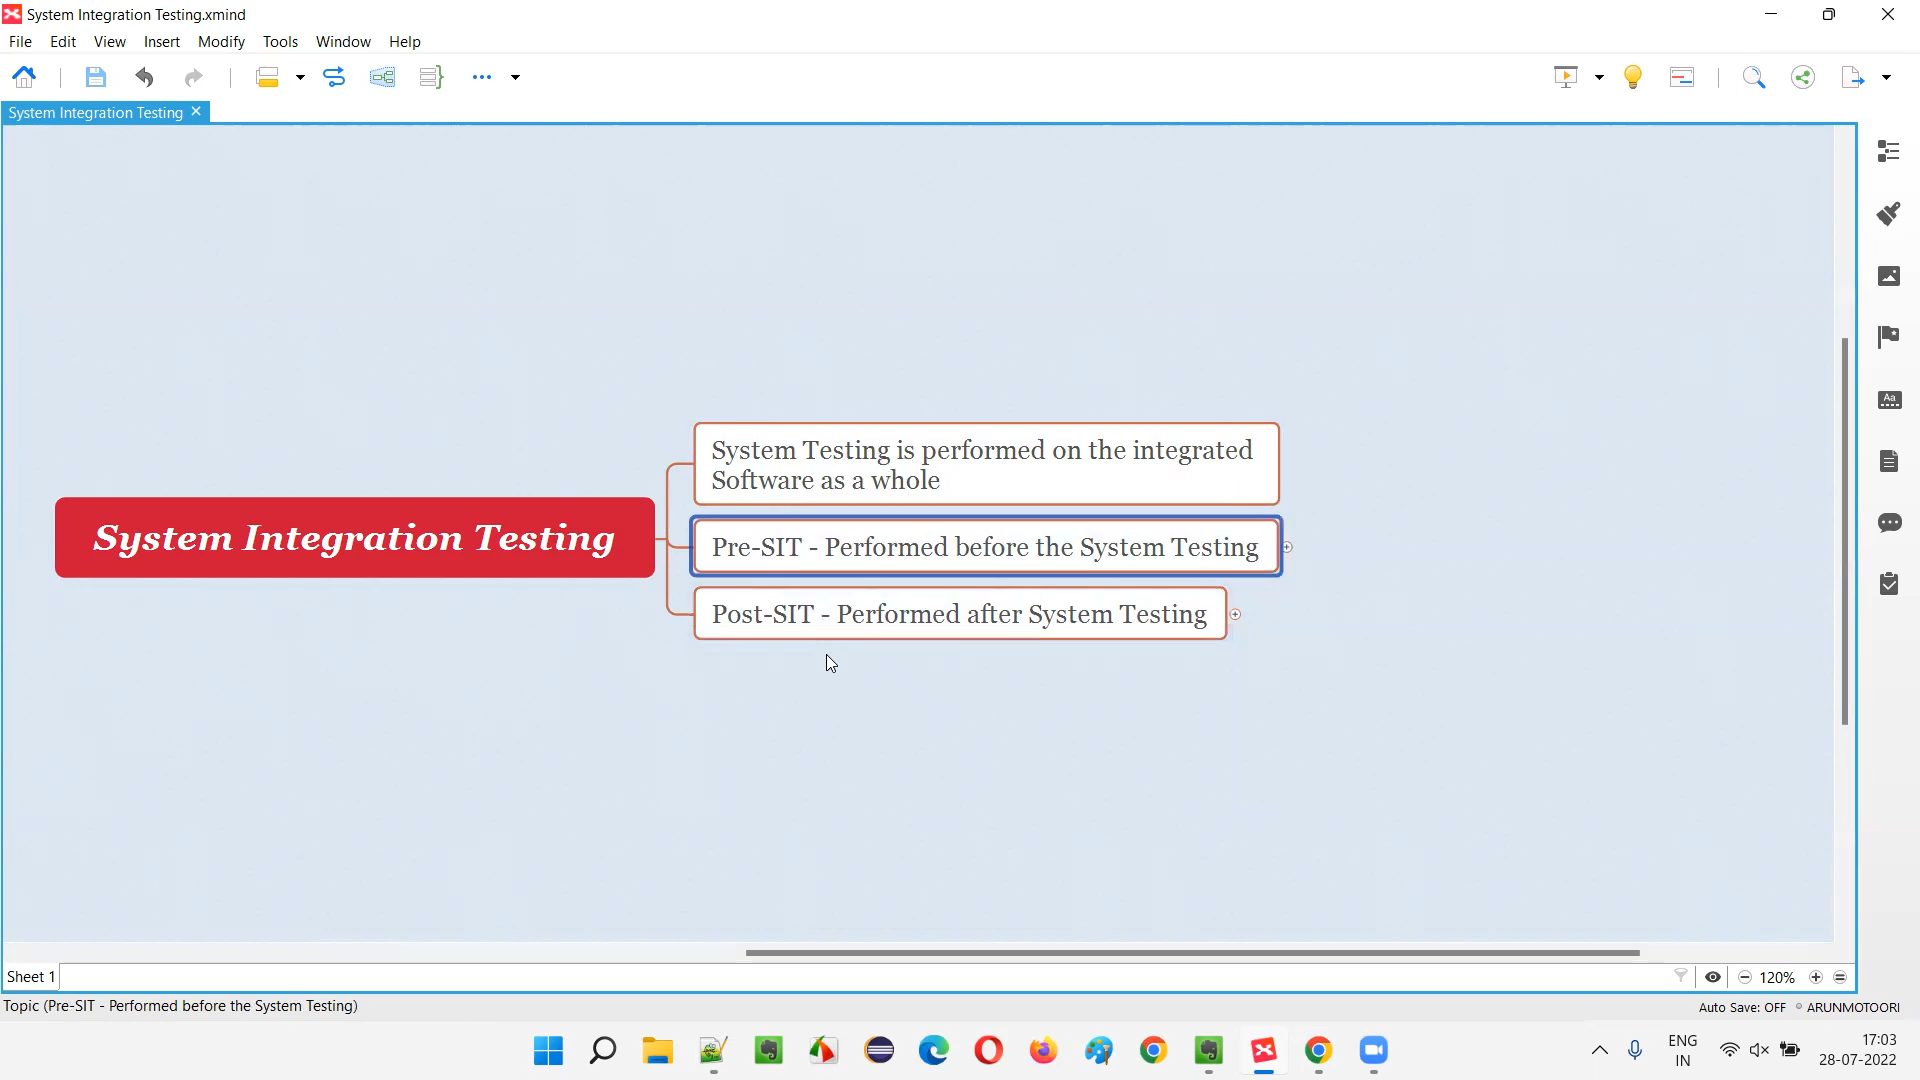 System Integration Testing.xmind
File Edit View Insert Modify Tools Window Help
System Integration Testing
System Testing is performed on the integrated
Software as a whole
System Integration Testing
Pre-SIT - Performed before the System Testing
Post-SIT - Performed after System Testing
Aa
Sheet 1
120%
Topic (Pre-SIT - Performed before the System Testing)
Auto Save: OFF ARUNMOTOORI
ENG
IN
17:03
28-07-2022